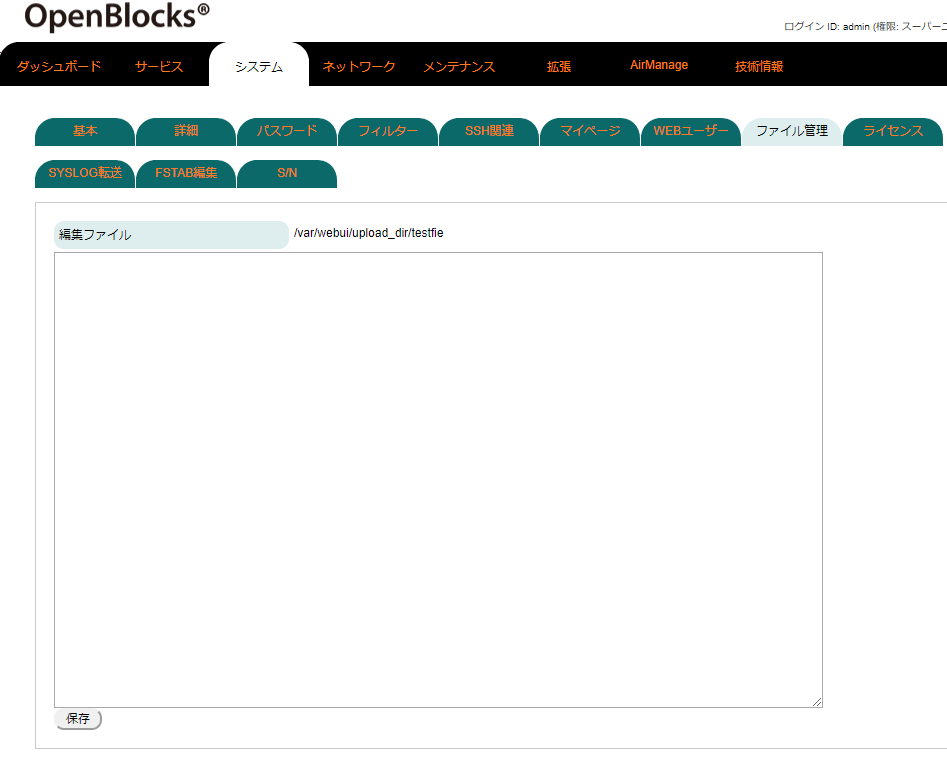 OpenBlocks®
ログイン ID: admin (権限: スーパーユ
ダッシュボード サービス システム ネットワーク メンテナンス 拡張 AirManage 技術情報
基本 詳細 パスワード フィルター SSH関連 マイページ WEBユーザー ファイル管理 ライセンス
SYSLOG転送 FSTAB編集 S/N
編集ファイル /var/webui/upload_dir/testfie
保存